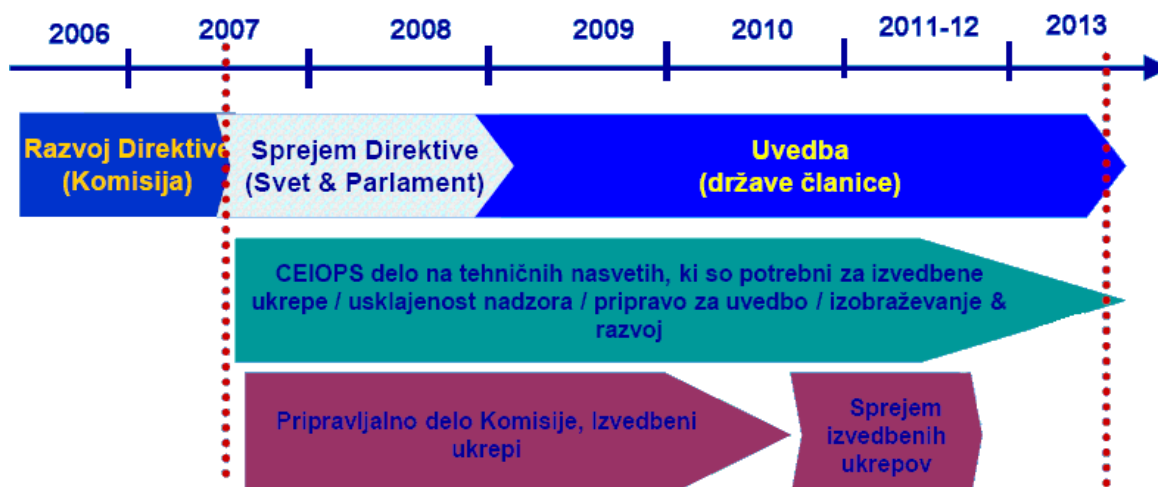 2006 2007 2008 2009 2010 2011-12 2013
Razvoj Direktive
(Komisija)
Sprejem Direktive
(Svet & Parlament)
Uvedba
(države članice)
CEIOPS delo na tehničnih nasvetih, ki so potrebni za izvedbene
ukrepe / usklajenost nadzora / pripravo za uvedbo / izobraževanje &
razvoj
Pripravljalno delo Komisije, Izvedbeni
ukrepi
Sprejem
izvedbenih
ukrepov